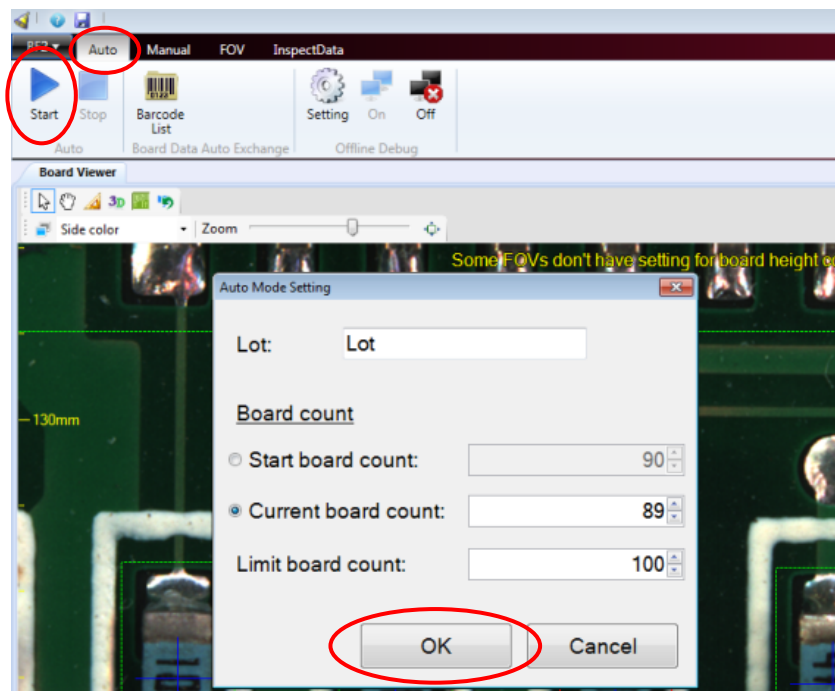 BF2
Auto Manual FOV InspectData
Start Stop Barcode List Setting On Off
Auto Board Data Auto Exchange Offline Debug
Board Viewer
3D
Side color Zoom
Some FOVs don't have setting for board height
Auto Mode Setting
Lot: Lot
130mm
Board count
Start board count: 90
Current board count: 89
Limit board count: 100
OK Cancel